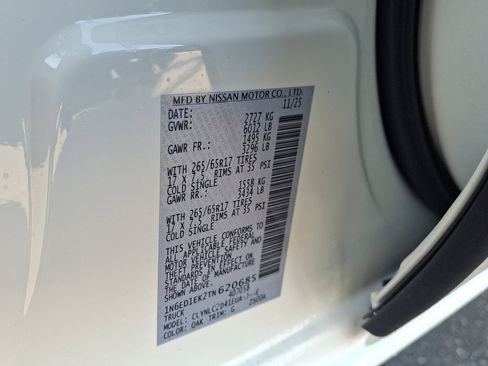 MFD BY NISSAN MOTOR CO., LTD
DATE: 11/25
GVWR: 2727 KG
6012 LB
GAWR FR.: 1495 KG
3296 LB
WITH 265/65R17 TIRES
17 X 7.5 RIMS AT 35 PSI
COLD SINGLE
GAWR RR.: 1558 KG
3434 LB
WITH 265/65R17 TIRES
17 X 7.5 RIMS AT 35 PSI
COLD SINGLE
THIS VEHICLE CONFORMS TO
ALL APPLICABLE FEDERAL
MOTOR VEHICLE SAFETY
AND THEFT PREVENTION
STANDARDS IN EFFECT ON
THE DATE OF MANUFACTURE
SHOWN ABOVE.
1N6ED1EK2TN620685
TRUCK 407058
MODEL: CLYNLC2D41EUA-J--E
COLOR: QAK TRIM: G